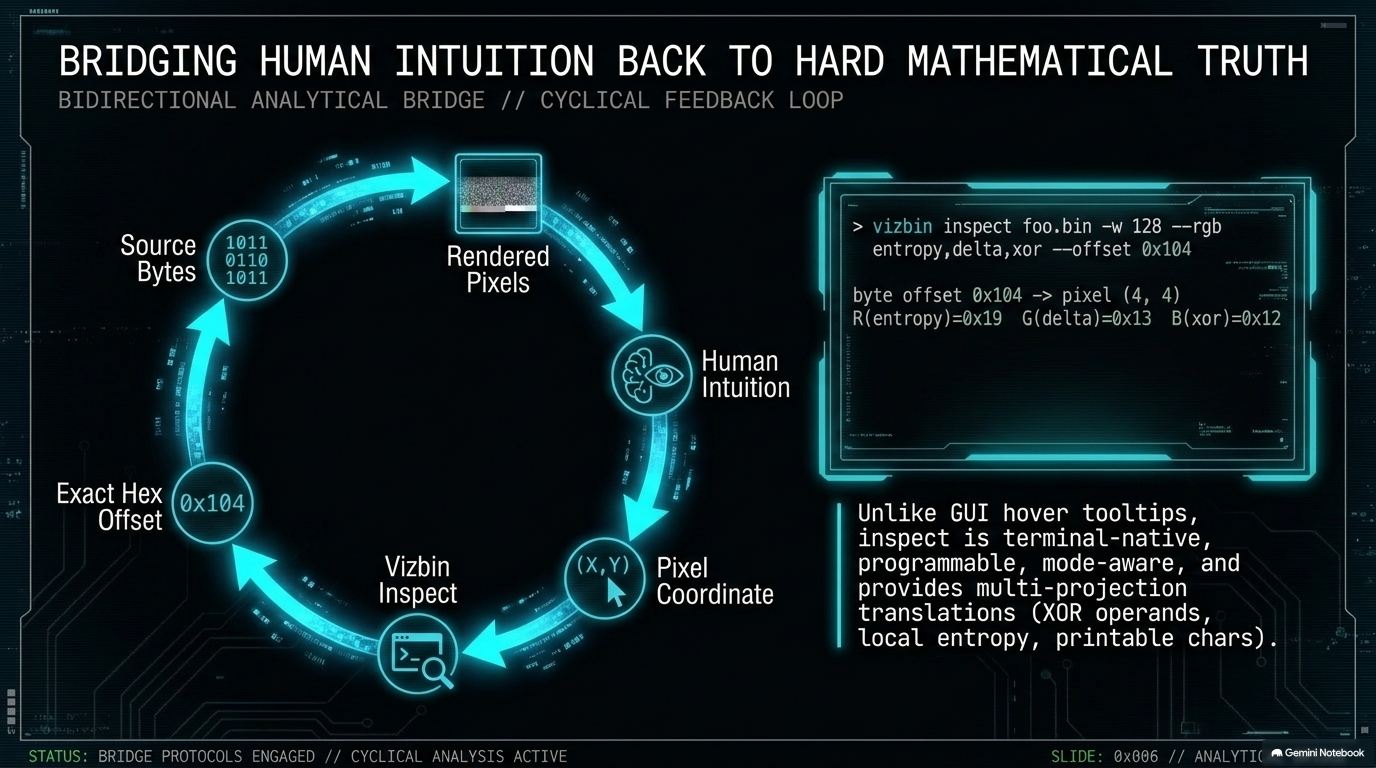 BRIDGING HUMAN INTUITION BACK TO HARD MATHEMATICAL TRUTH
BIDIRECTIONAL ANALYTICAL BRIDGE // CYCLICAL FEEDBACK LOOP
Source
Bytes
1011
0110
1011
Rendered
Pixels
Human
Intuition
(X,Y)
Pixel
Coordinate
Vizbin
Inspect
>_
Exact Hex
Offset
0x104
> vizbin inspect foo.bin -w 128 --rgb
entropy,delta,xor --offset 0x104
byte offset 0x104 -> pixel (4, 4)
R(entropy)=0x19 G(delta)=0x13 B(xor)=0x12
Unlike GUI hover tooltips,
inspect is terminal-native,
programmable, mode-aware, and
provides multi-projection
translations (XOR operands,
local entropy, printable chars).
STATUS: BRIDGE PROTOCOLS ENGAGED // CYCLICAL ANALYSIS ACTIVE
SLIDE: 0x006 // ANALYTIC
Gemini Notebook